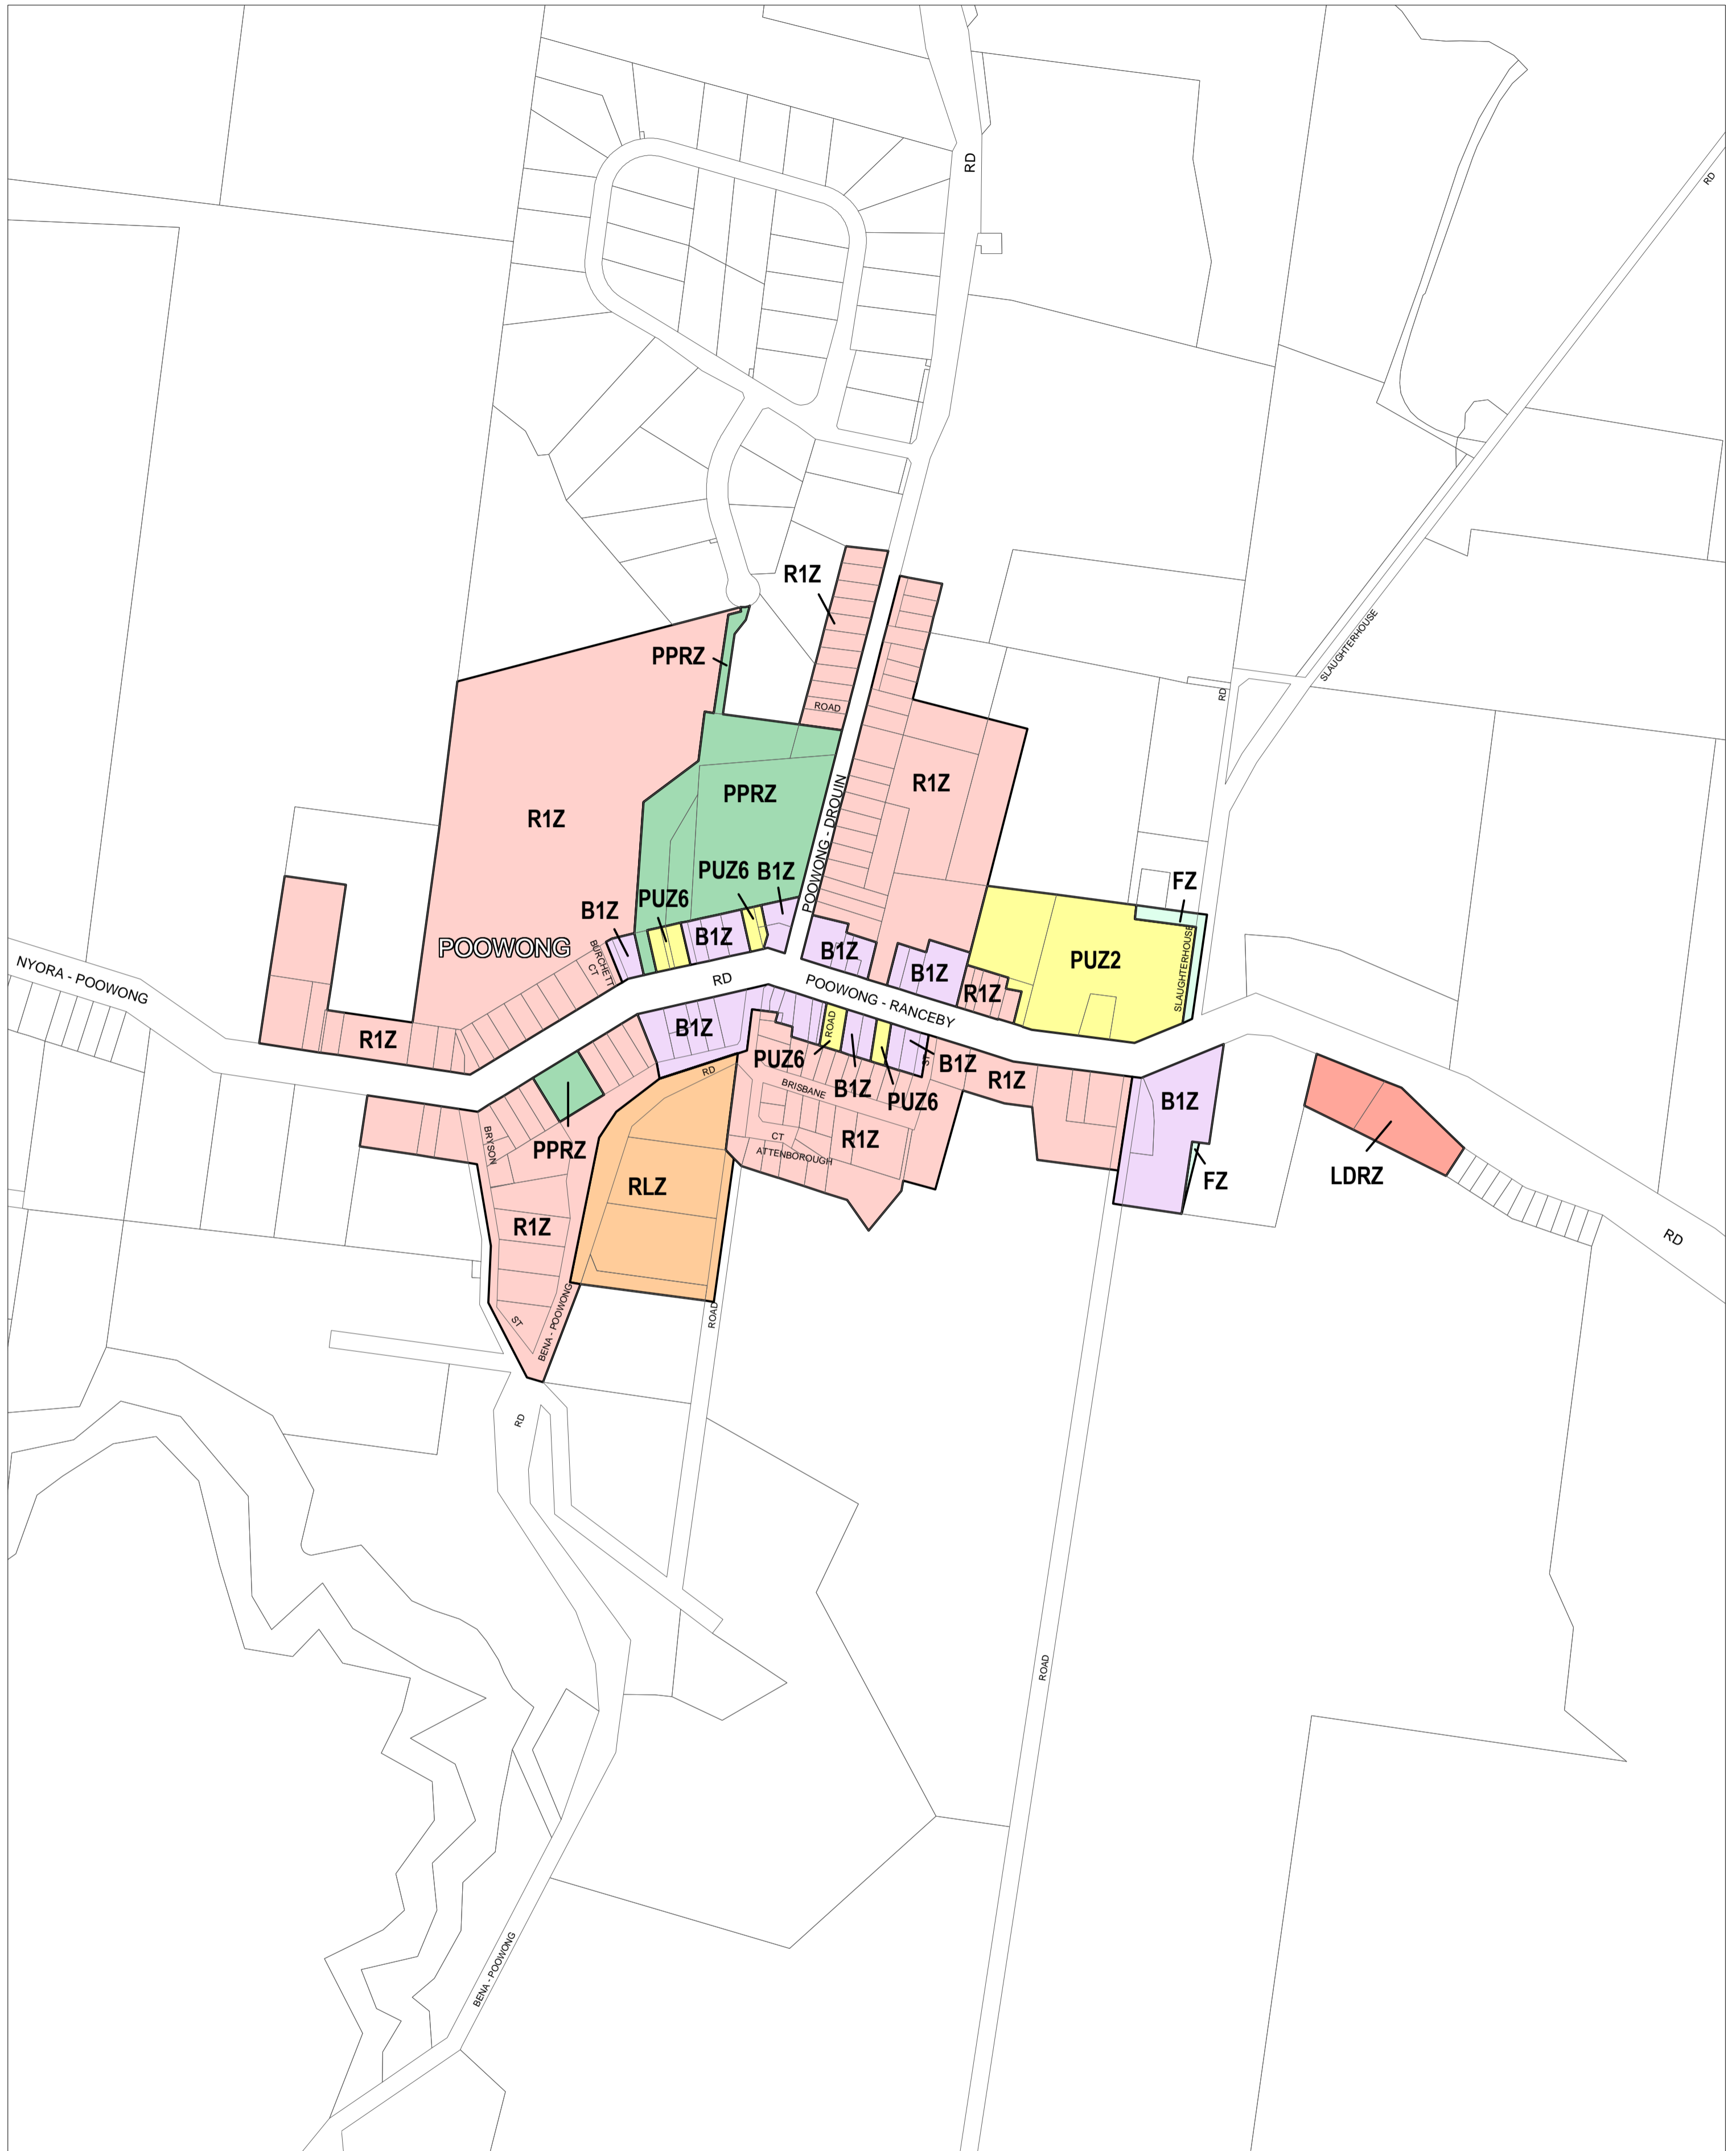 RD
RD
R1Z
SLAUGHTERHOUSE
PPRZ
RD
ROAD
R1Z
PPRZ
POOWONG - DROUIN
R1Z
PUZ6
B1Z
FZ
PUZ6
B1Z
B1Z
POOWONG
BURCHETT
CT
B1Z
B1Z
PUZ2
SLAUGHTERHOUSE
NYORA - POOWONG
RD
POOWONG - RANCEBY
R1Z
R1Z
B1Z
ROAD
PUZ6
ST
B1Z
RD
BRISBANE
B1Z
PUZ6
R1Z
B1Z
BRYSON
PPRZ
CT
ATTENBOROUGH
R1Z
RLZ
FZ
LDRZ
R1Z
RD
ST
BENA - POOWONG
ROAD
RD
ROAD
BENA - POOWONG